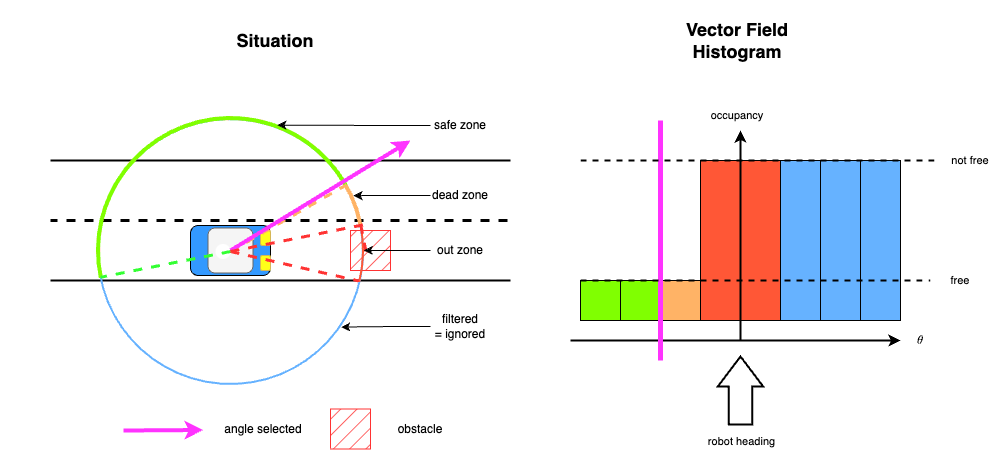 Situation
safe zone
dead zone
out zone
filtered
= ignored
angle selected
obstacle
Vector Field
Histogram
occupancy
not free
free
θ
robot heading